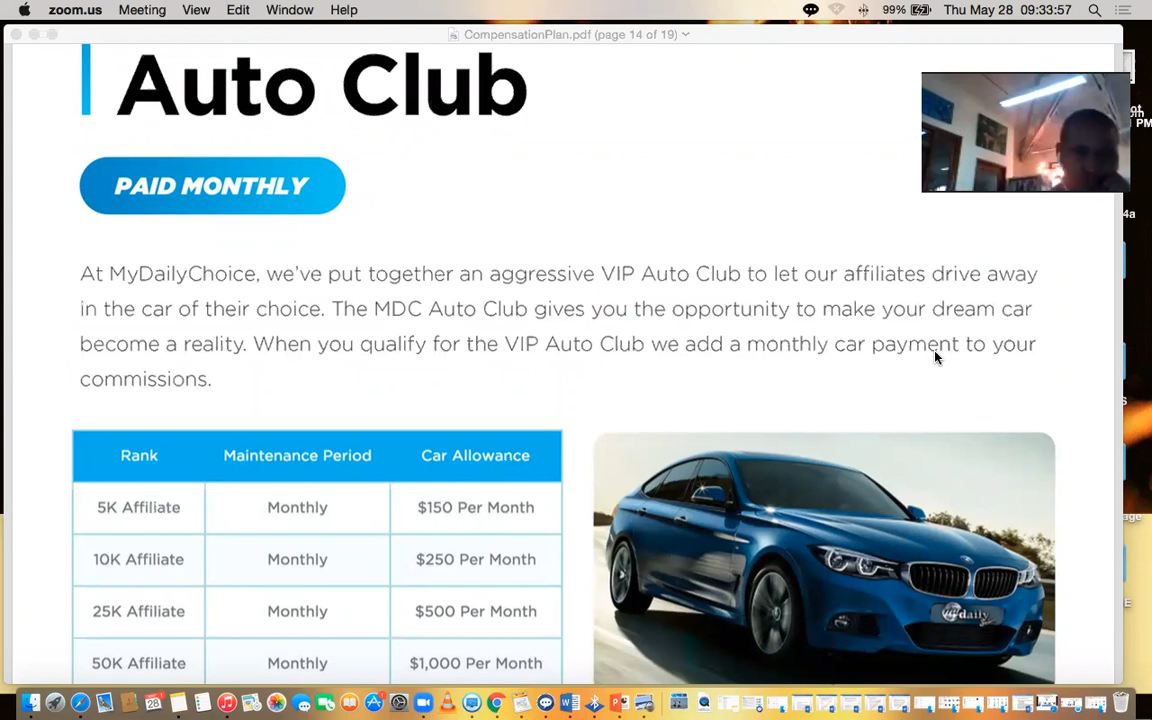 zoom.us Meeting View Edit Window Help 99% Thu May 28 09:33:57
CompensationPlan.pdf (page 14 of 19)
Auto Club
PAID MONTHLY
At MyDailyChoice, we've put together an aggressive VIP Auto Club to let our affiliates drive away
in the car of their choice. The MDC Auto Club gives you the opportunity to make your dream car
become a reality. When you qualify for the VIP Auto Club we add a monthly car payment to your
commissions.
Rank Maintenance Period Car Allowance
5K Affiliate Monthly $150 Per Month
10K Affiliate Monthly $250 Per Month
25K Affiliate Monthly $500 Per Month
50K Affiliate Monthly $1,000 Per Month
my daily
PM
4a
28